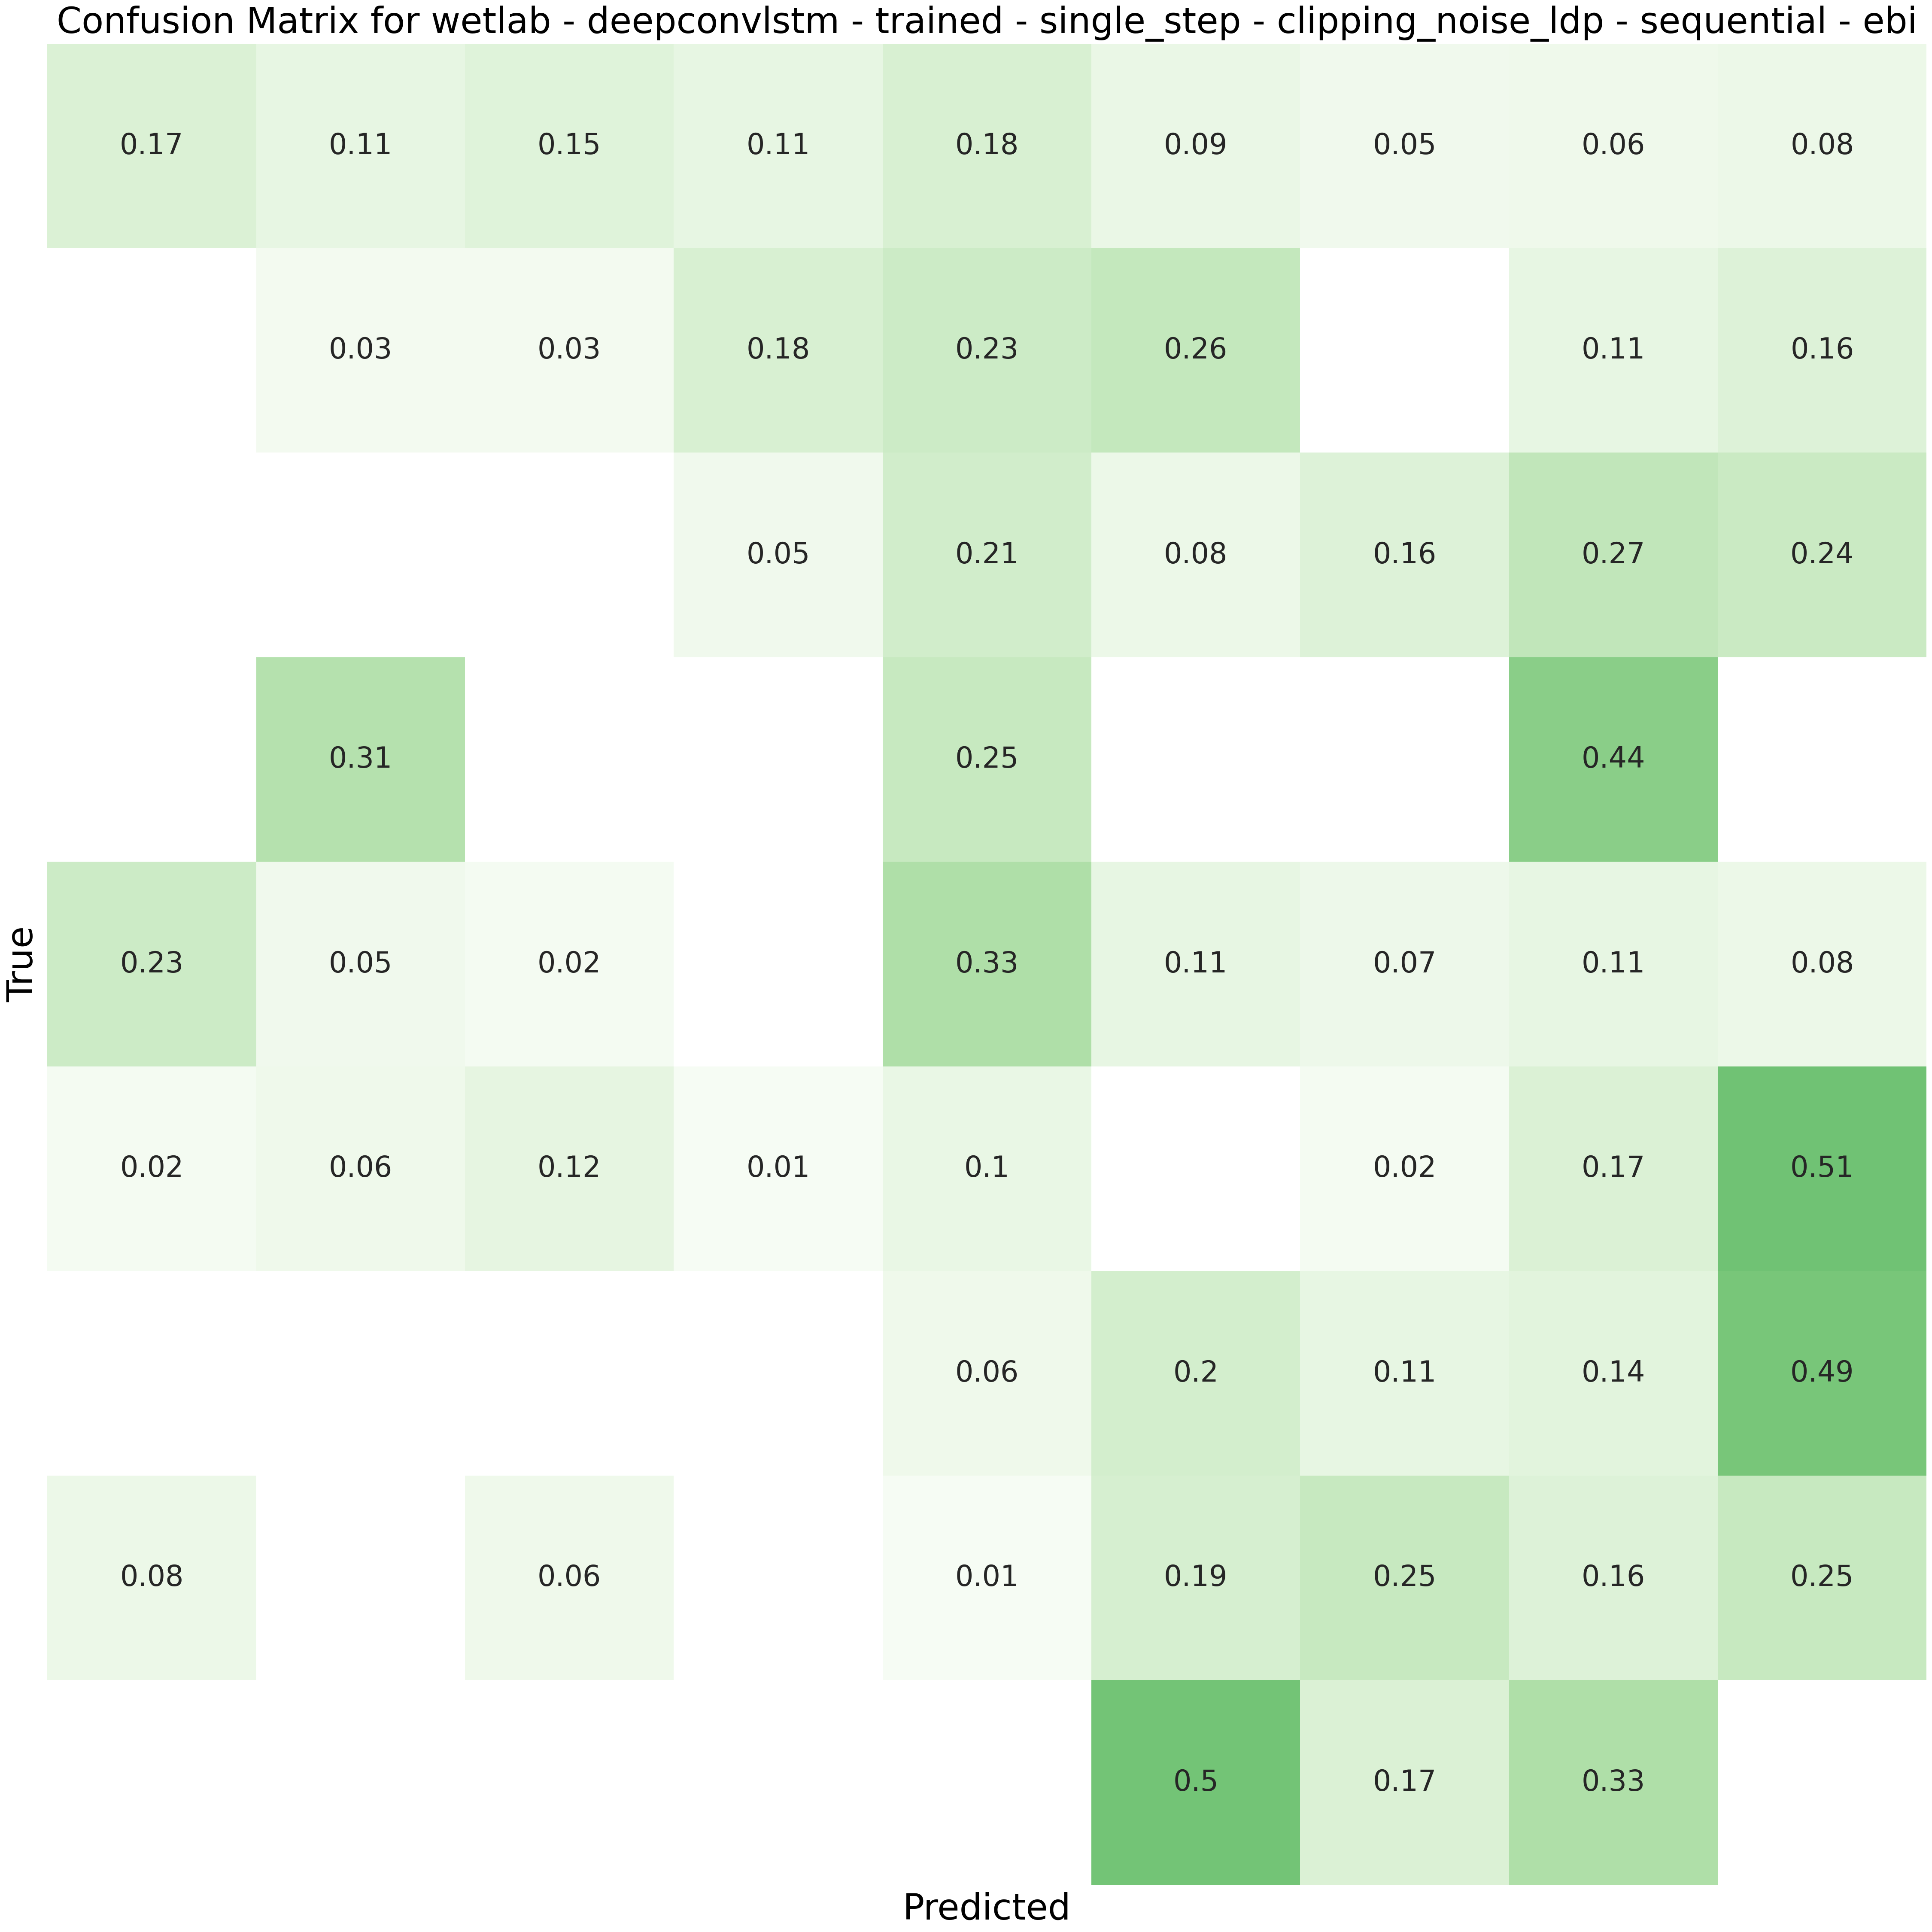 Confusion Matrix for wetlab - deepconvlstm - trained - single_step - clipping_noise_ldp - sequential - ebi
0.17 0.11 0.15 0.11 0.18 0.09 0.05 0.06 0.08
0.03 0.03 0.18 0.23 0.26 0.11 0.16
0.05 0.21 0.08 0.16 0.27 0.24
0.31 0.25 0.44
True
0.23 0.05 0.02 0.33 0.11 0.07 0.11 0.08
0.02 0.06 0.12 0.01 0.1 0.02 0.17 0.51
0.06 0.2 0.11 0.14 0.49
0.08 0.06 0.01 0.19 0.25 0.16 0.25
0.5 0.17 0.33
Predicted